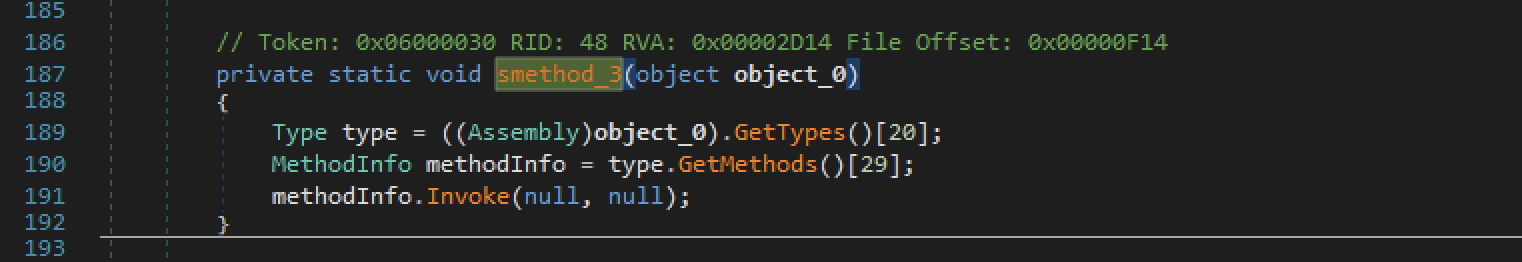 185
186 // Token: 0x06000030 RID: 48 RVA: 0x00002D14 File Offset: 0x00000F14
187 private static void smethod_3(object object_0)
188 {
189 Type type = ((Assembly)object_0).GetTypes()[20];
190 MethodInfo methodInfo = type.GetMethods()[29];
191 methodInfo.Invoke(null, null);
192 }
193